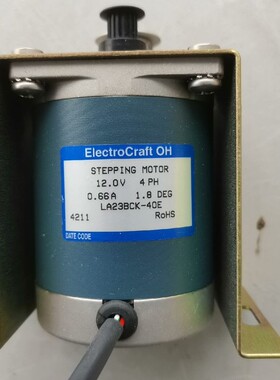 ElectroCraft OH
STEPPING MOTOR
12.0V 4 PH
0.66A 1.8 DEG
LA23BCK-40E
4211 RoHS
DATE CODE